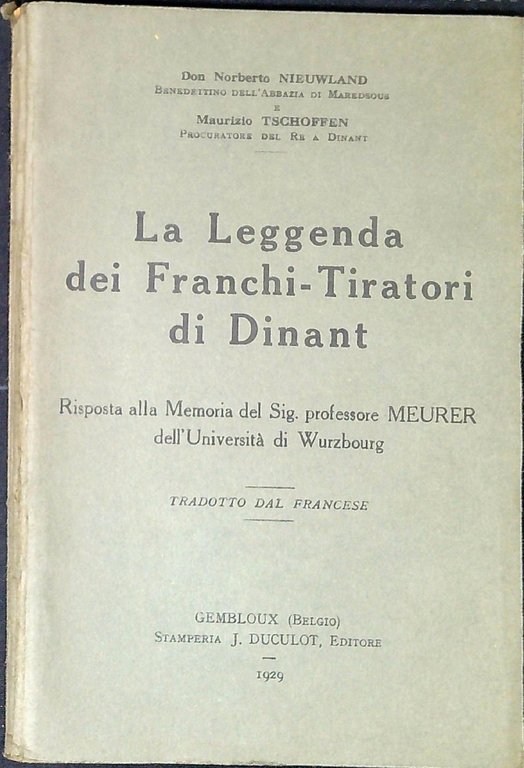 Don Norberto NIEUWLAND
BENEDETTINO DELL'ABBAZIA DI MAREDSOUS
E
Maurizio TSCHOFFEN
PROCURATORE DEL RE A DINANT
La Leggenda
dei Franchi-Tiratori
di Dinant
Risposta alla Memoria del Sig. professore MEURER
dell'Università di Wurzbourg
TRADOTTO DAL FRANCESE
GEMBLOUX (BELGIO)
STAMPERIA J. DUCULOT, EDITORE
1929